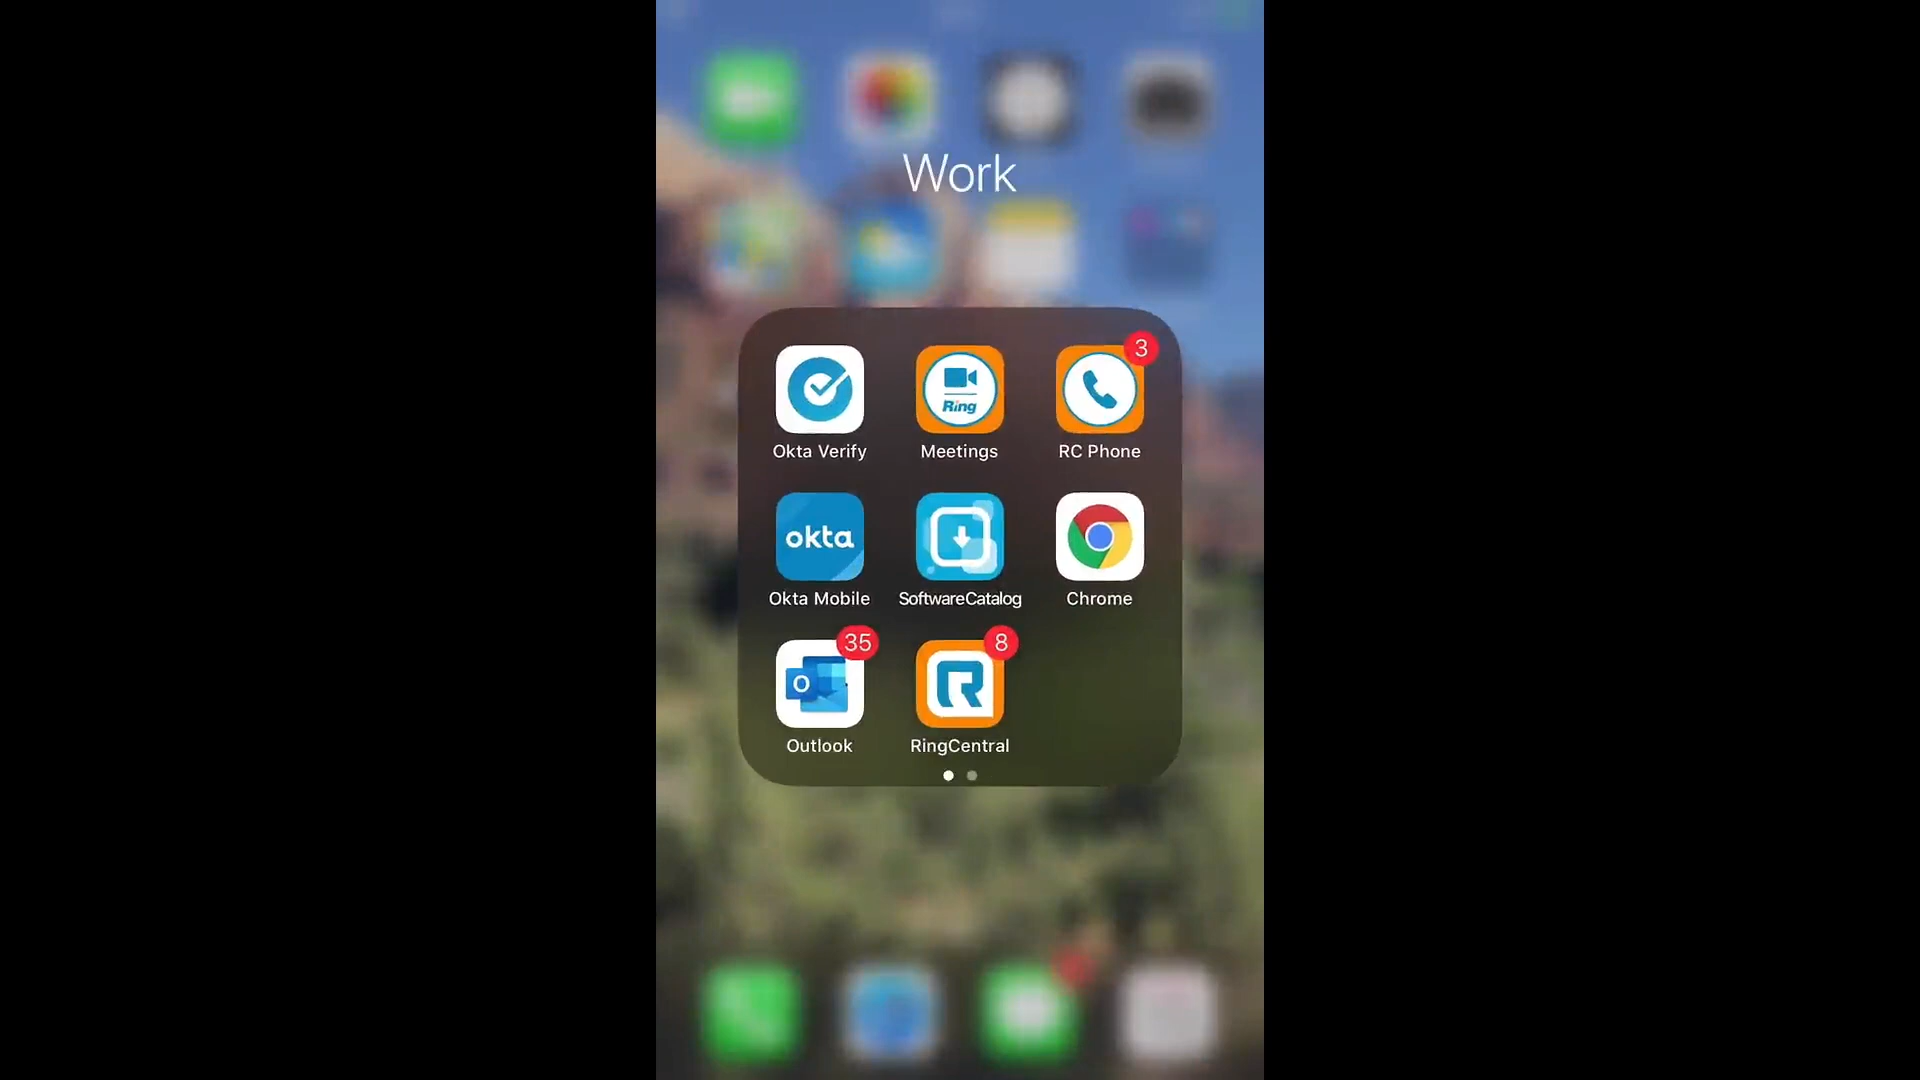 Work
3
Ring
Okta Verify Meetings RC Phone
okta
Okta Mobile SoftwareCatalog Chrome
35 8
O R
Outlook RingCentral